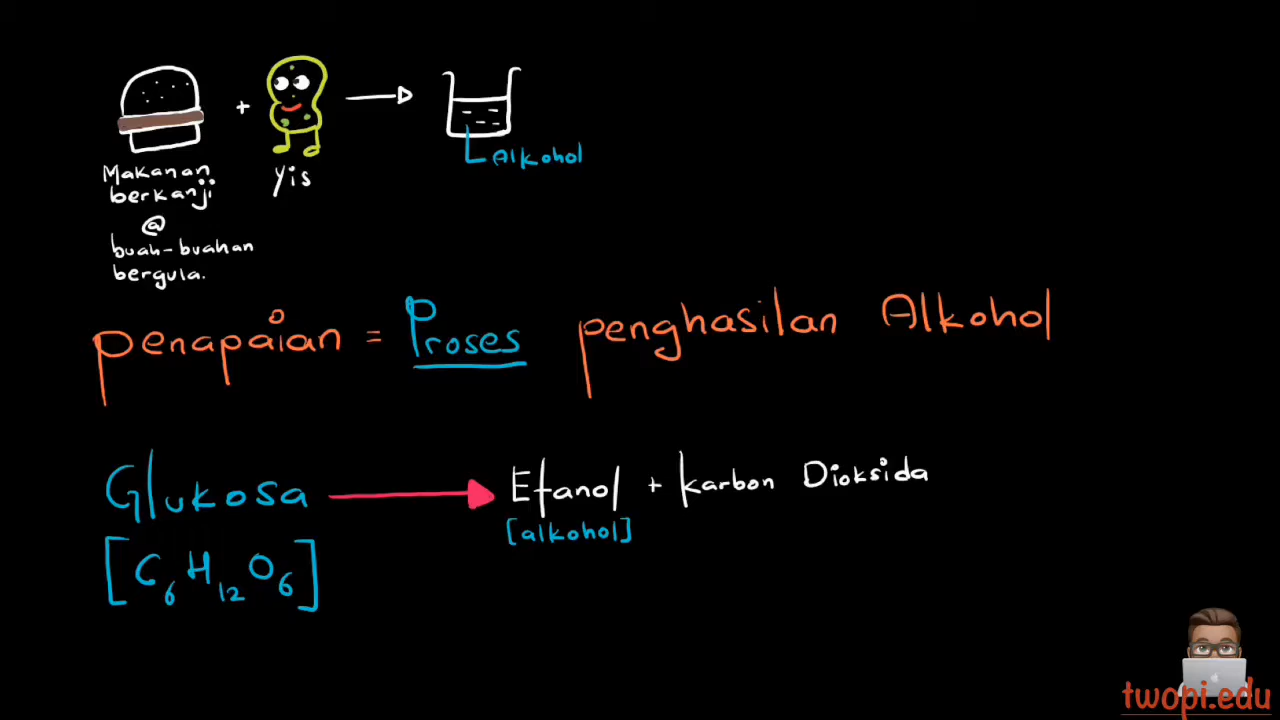 +
Alkohol
Makanan
berkanji
@
buah-buahan
bergula.
Yis
Penapaian = Proses penghasilan Alkohol
Glukosa
Etanol + Karbon Dioksida
[alkohol]
[C6H12O6]
twopi.edu